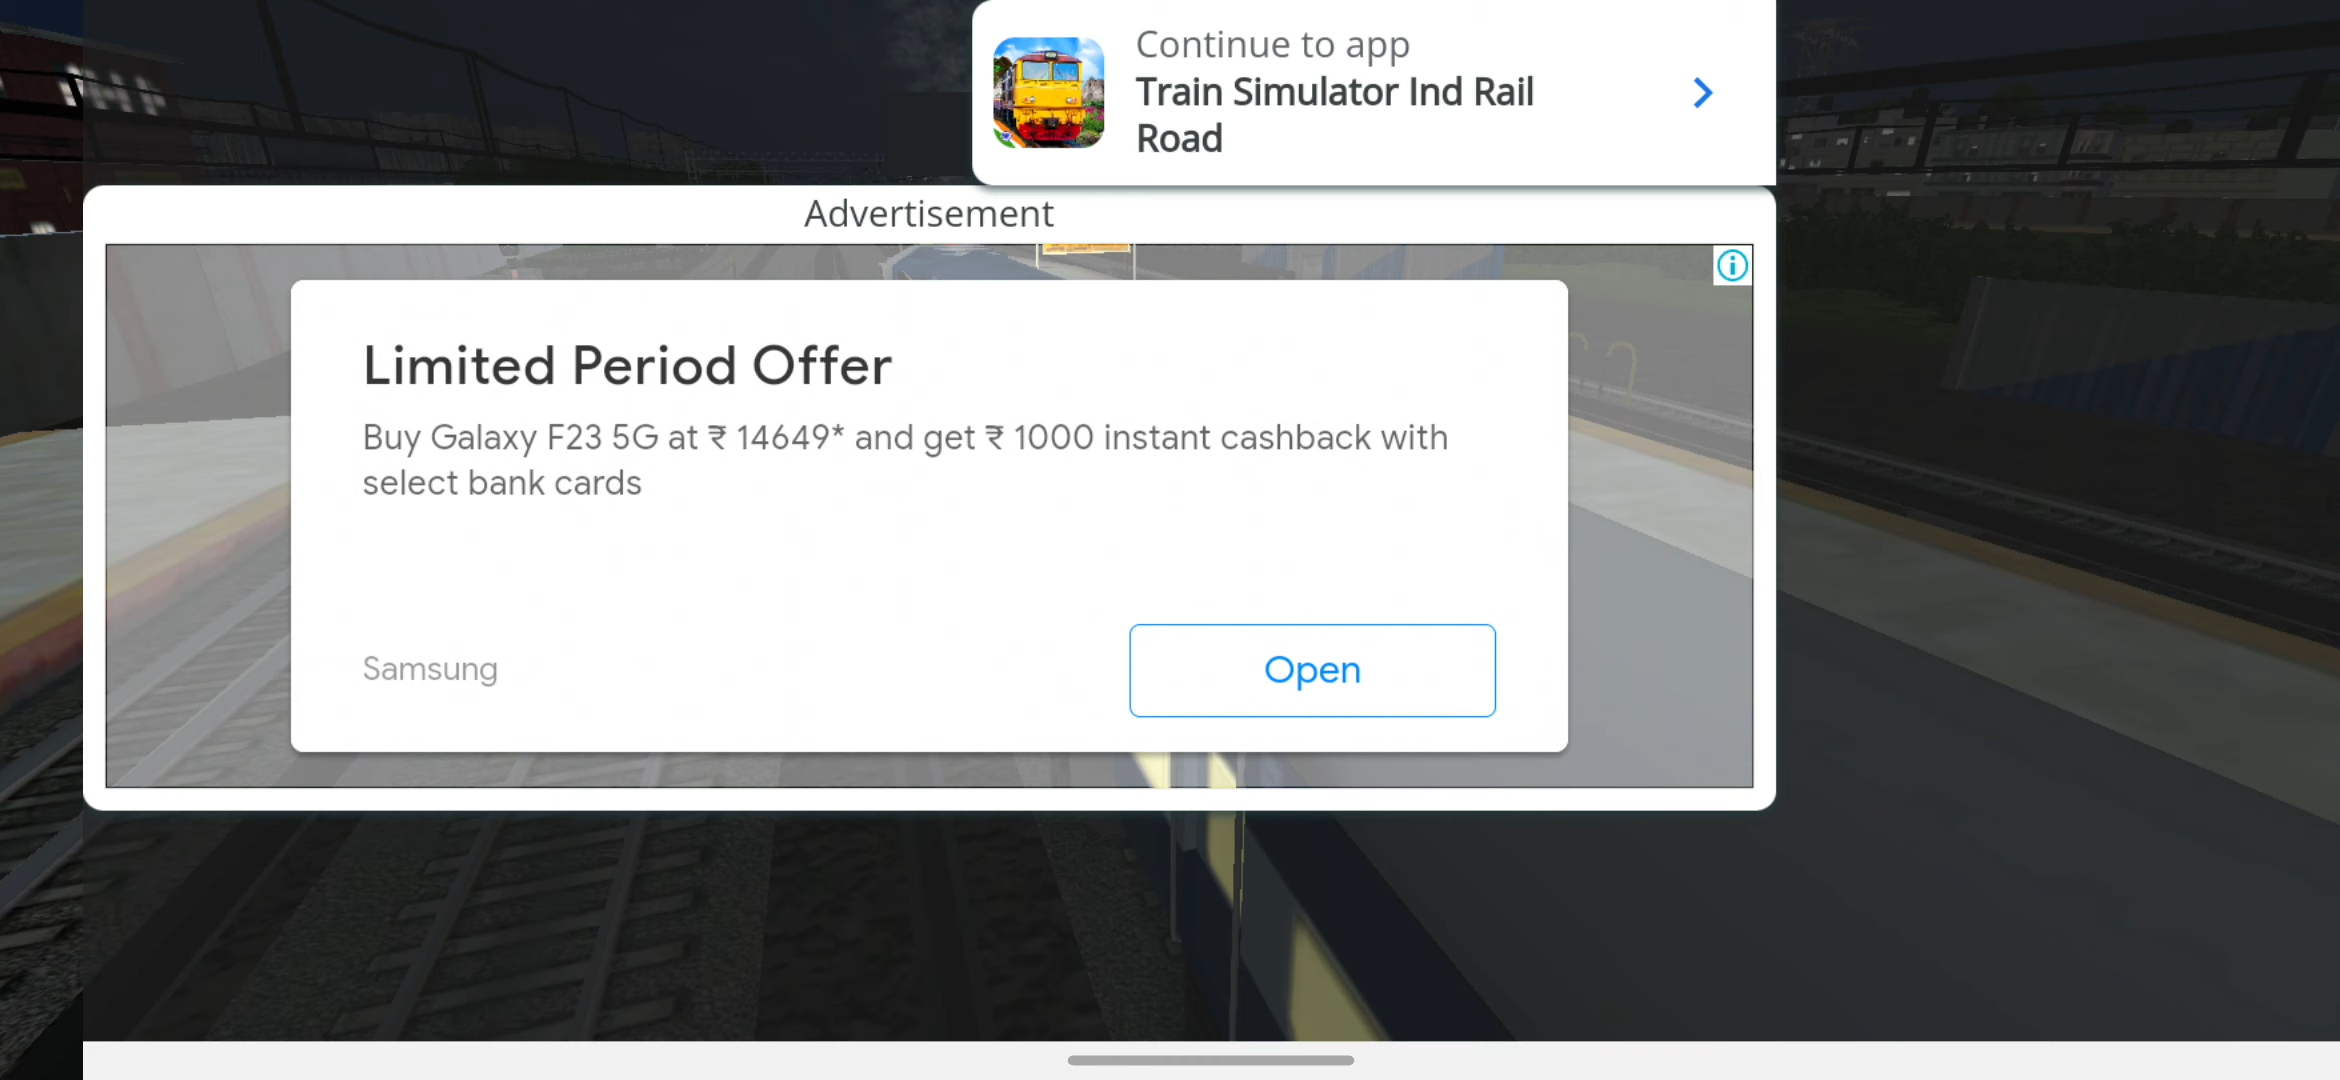 Continue to app
Train Simulator Ind Rail
Road
Advertisement
Limited Period Offer
Buy Galaxy F23 5G at ₹ 14649* and get ₹ 1000 instant cashback with
select bank cards
Samsung
Open